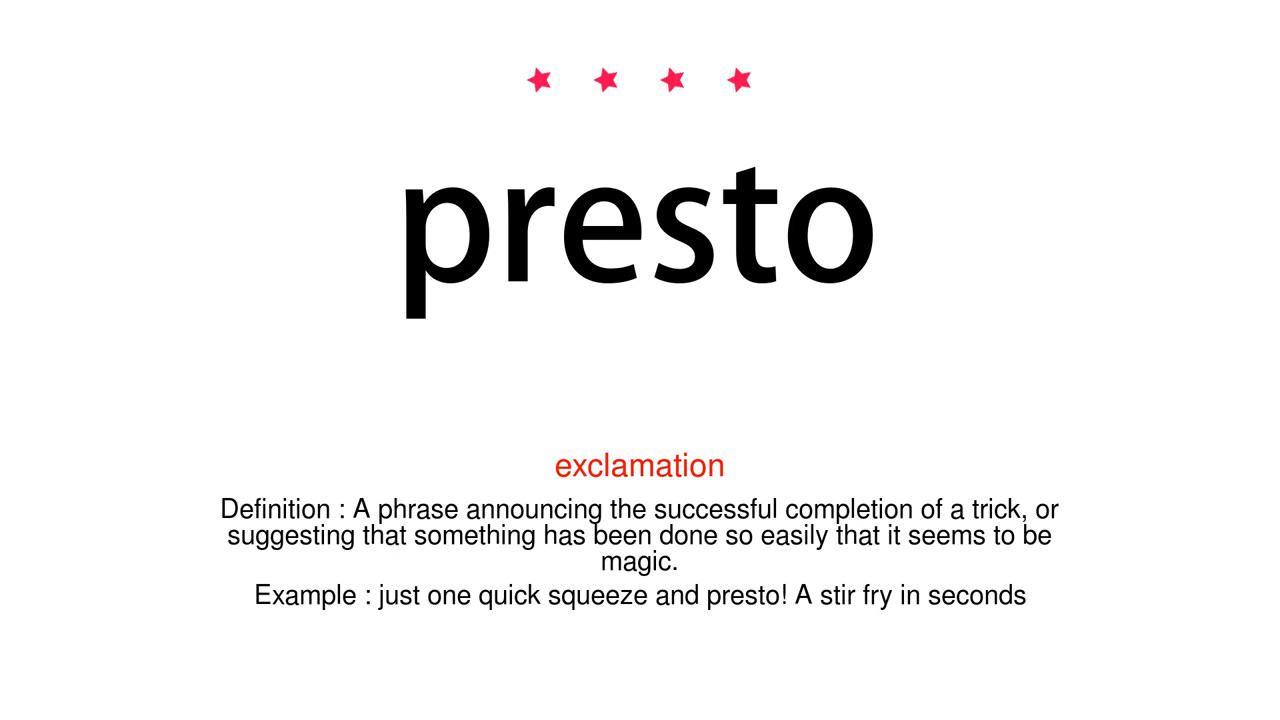 presto
exclamation
Definition : A phrase announcing the successful completion of a trick, or
suggesting that something has been done so easily that it seems to be
magic.
Example : just one quick squeeze and presto! A stir fry in seconds